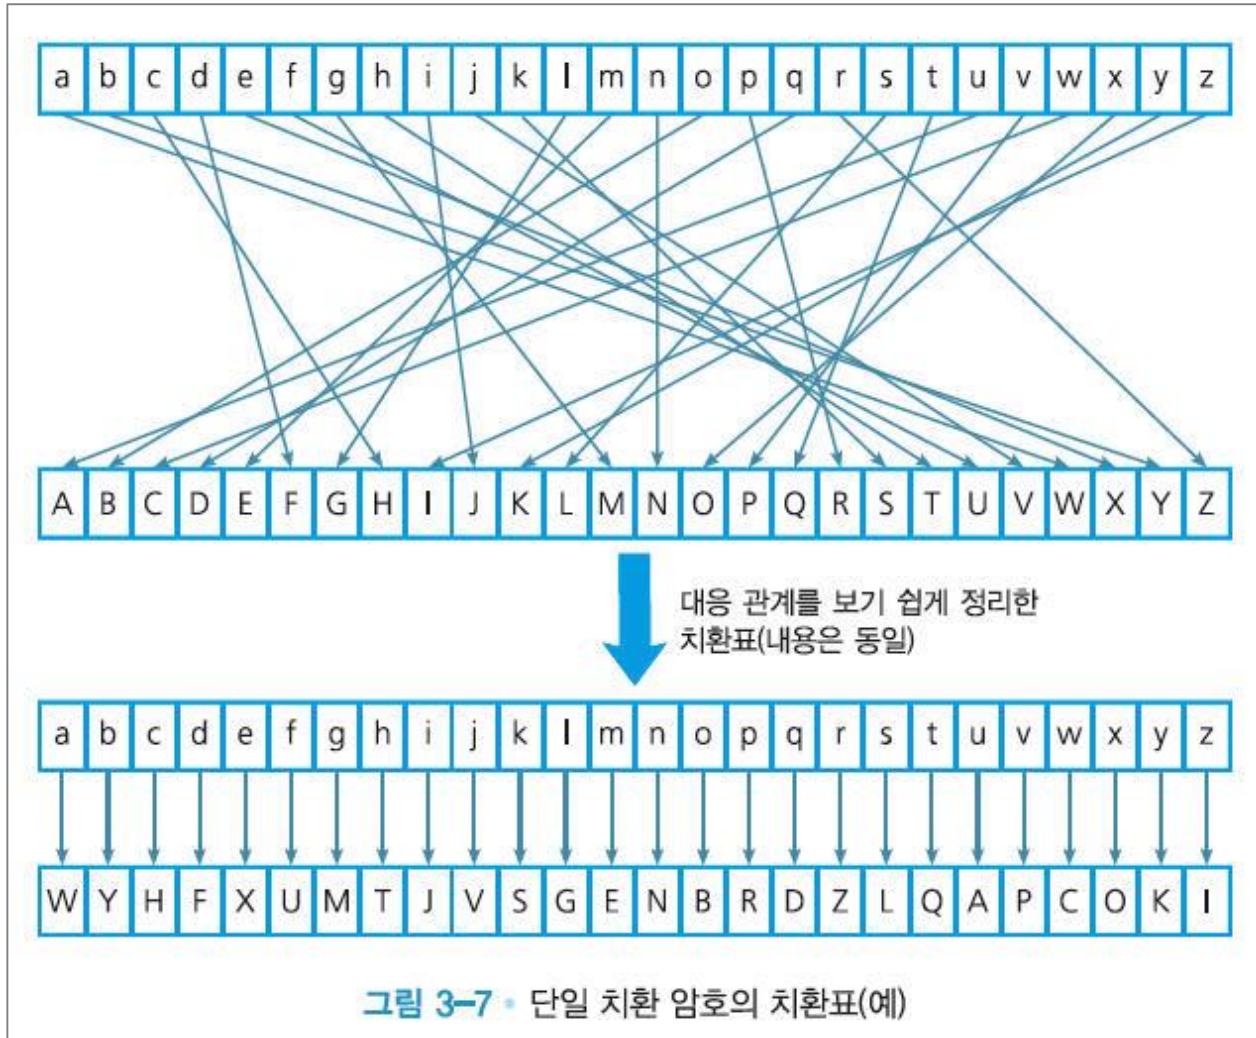 a b c d e f g h i j k l m n o p q r s t u v w x y z
A B C D E F G H I J K L M N O P Q R S T U V W X Y Z
대응 관계를 보기 쉽게 정리한
치환표(내용은 동일)
a b c d e f g h i j k l m n o p q r s t u v w x y z
W Y H F X U M T J V S G E N B R D Z L Q A P C O K I
그림 3-7 • 단일 치환 암호의 치환표(예)